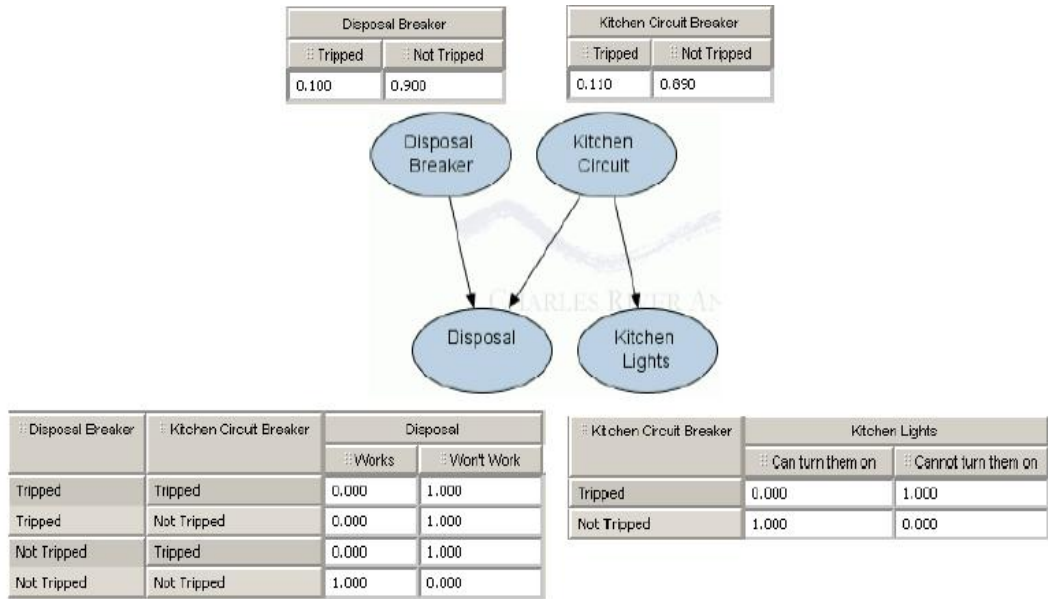 Disposal Breaker
Tripped Not Tripped
0.100 0.900
Kitchen Circuit Breaker
Tripped Not Tripped
0.110 0.890
Disposal
Breaker
Kitchen
Circuit
CHARLES RIVER AN
Disposal
Kitchen
Lights
Disposal Breaker Kitchen Circuit Breaker Disposal
Works Won't Work
Tripped Tripped 0.000 1.000
Tripped Not Tripped 0.000 1.000
Not Tripped Tripped 0.000 1.000
Not Tripped Not Tripped 1.000 0.000
Kitchen Circuit Breaker Kitchen Lights
Can turn them on Cannot turn them on
Tripped 0.000 1.000
Not Tripped 1.000 0.000